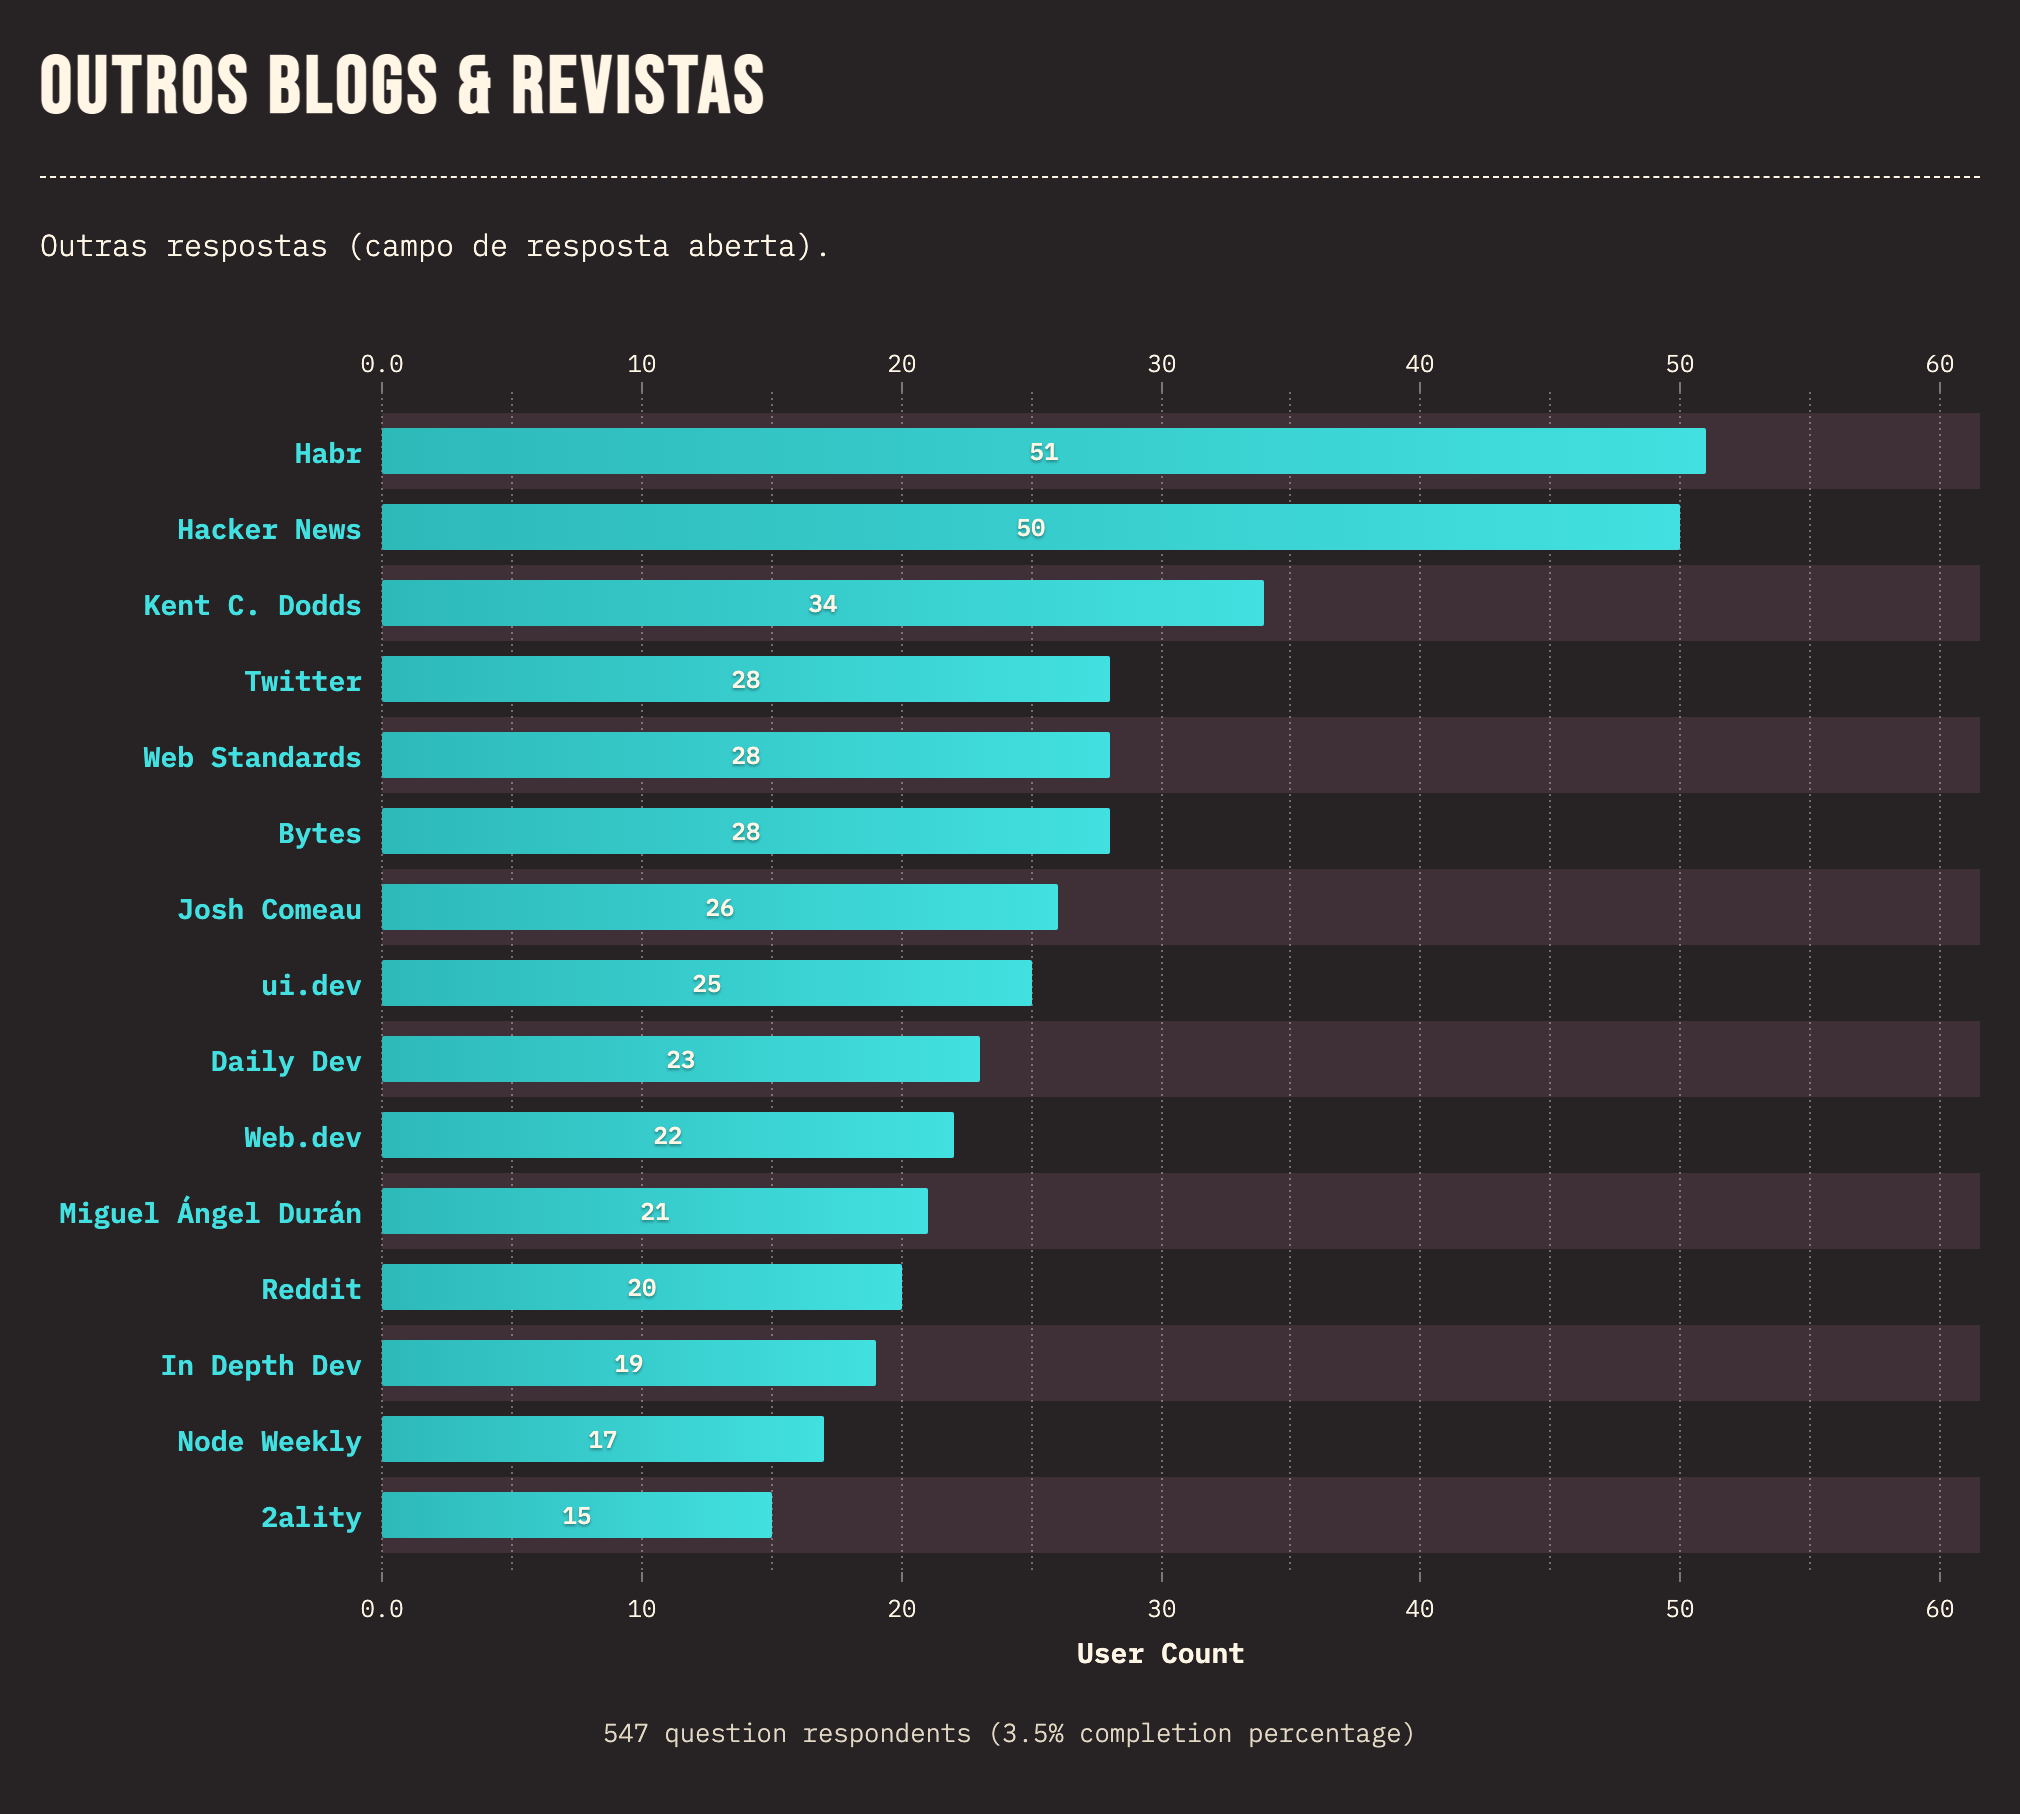 OUTROS BLOGS & REVISTAS
Outras respostas (campo de resposta aberta).
0.0 10 20 30 40 50 60
Habr 51
Hacker News 50
Kent C. Dodds 34
Twitter 28
Web Standards 28
Bytes 28
Josh Comeau 26
ui.dev 25
Daily Dev 23
Web.dev 22
Miguel Ángel Durán 21
Reddit 20
In Depth Dev 19
Node Weekly 17
2ality 15
0.0 10 20 30 40 50 60
User Count
547 question respondents (3.5% completion percentage)